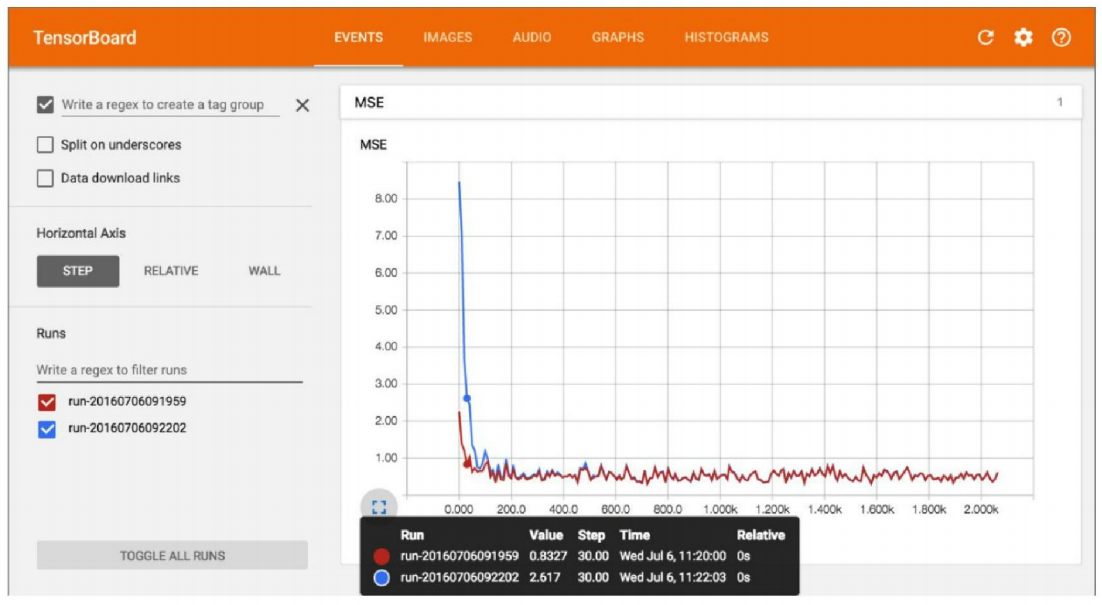 TensorBoard
EVENTS IMAGES AUDIO GRAPHS HISTOGRAMS
Write a regex to create a tag group
Split on underscores
Data download links
Horizontal Axis
STEP RELATIVE WALL
Runs
Write a regex to filter runs
run-20160706091959
run-20160706092202
TOGGLE ALL RUNS
MSE 1
MSE
8.00
7.00
6.00
5.00
4.00
3.00
2.00
1.00
0.000 200.0 400.0 600.0 800.0 1.000k 1.200k 1.400k 1.600k 1.800k 2.000k
Run Value Step Time Relative
run-20160706091959 0.8327 30.00 Wed Jul 6, 11:20:00 0s
run-20160706092202 2.617 30.00 Wed Jul 6, 11:22:03 0s